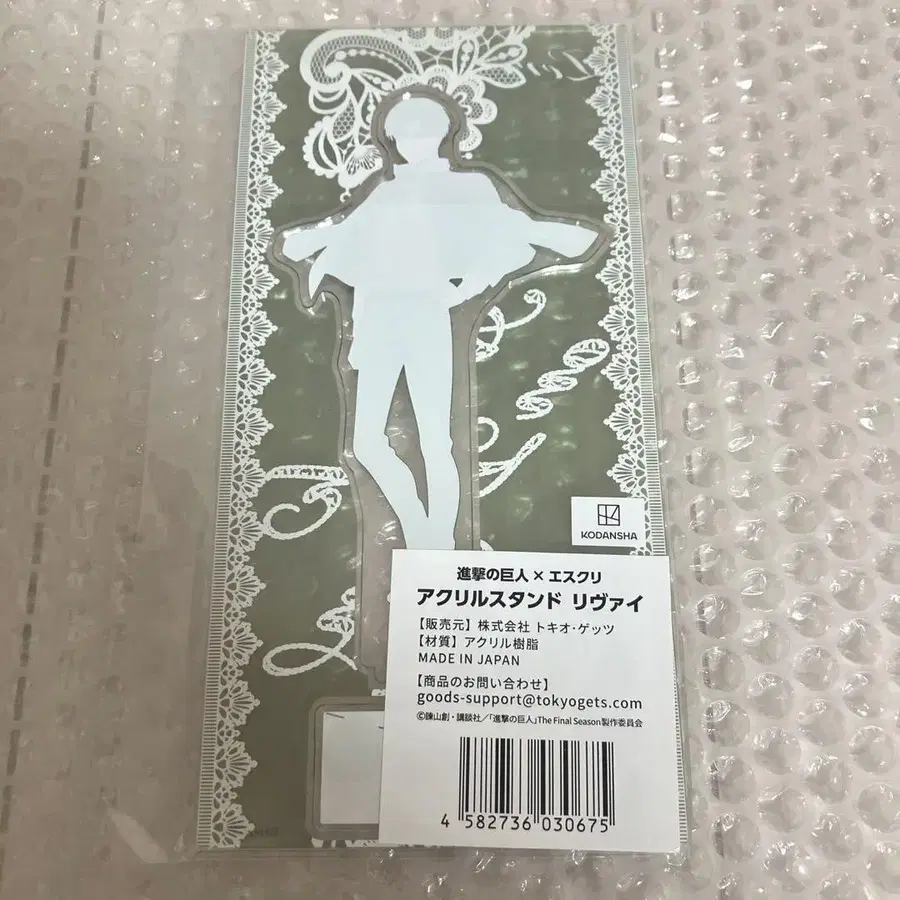 KODANSHA
進撃の巨人 × エスクリ
アクリルスタンド リヴァイ
【販売元】株式会社 トキオ・ゲッツ
【材質】アクリル樹脂
MADE IN JAPAN
【商品のお問い合わせ】
goods-support@tokyogets.com
©諫山創・講談社／「進撃の巨人」The Final Season製作委員会
4 582736 030675